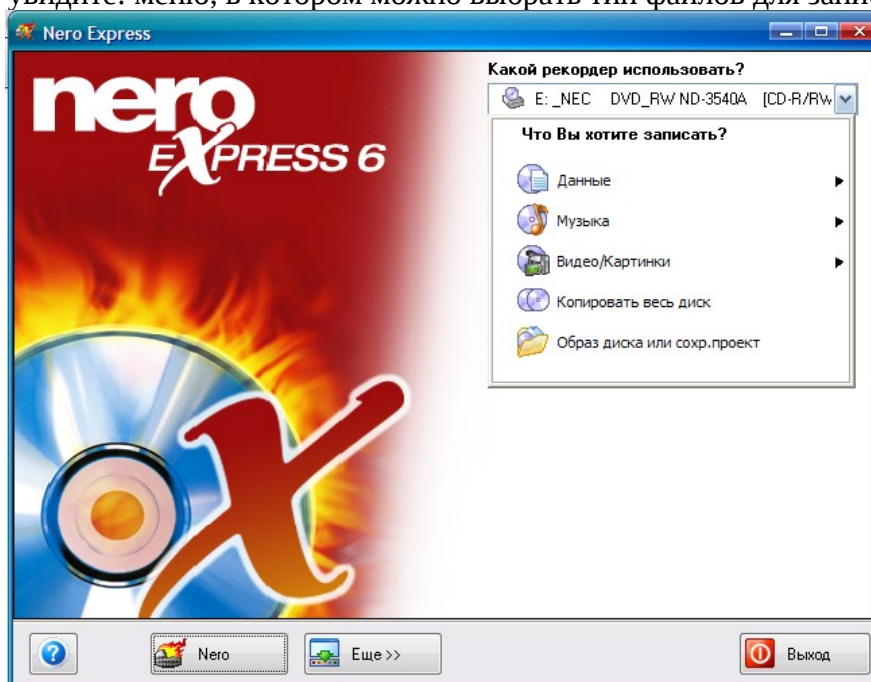 увидите: меню, в котором можно выбрать тип файлов для запис
Nero Express
nero
EXPRESS 6
Какой рекордер использовать?
E: _NEC DVD_RW ND-3540A [CD-R/RW
Что Вы хотите записать?
Данные
Музыка
Видео/Картинки
Копировать весь диск
Образ диска или сохр.проект
Nero
Еще >>
Выход